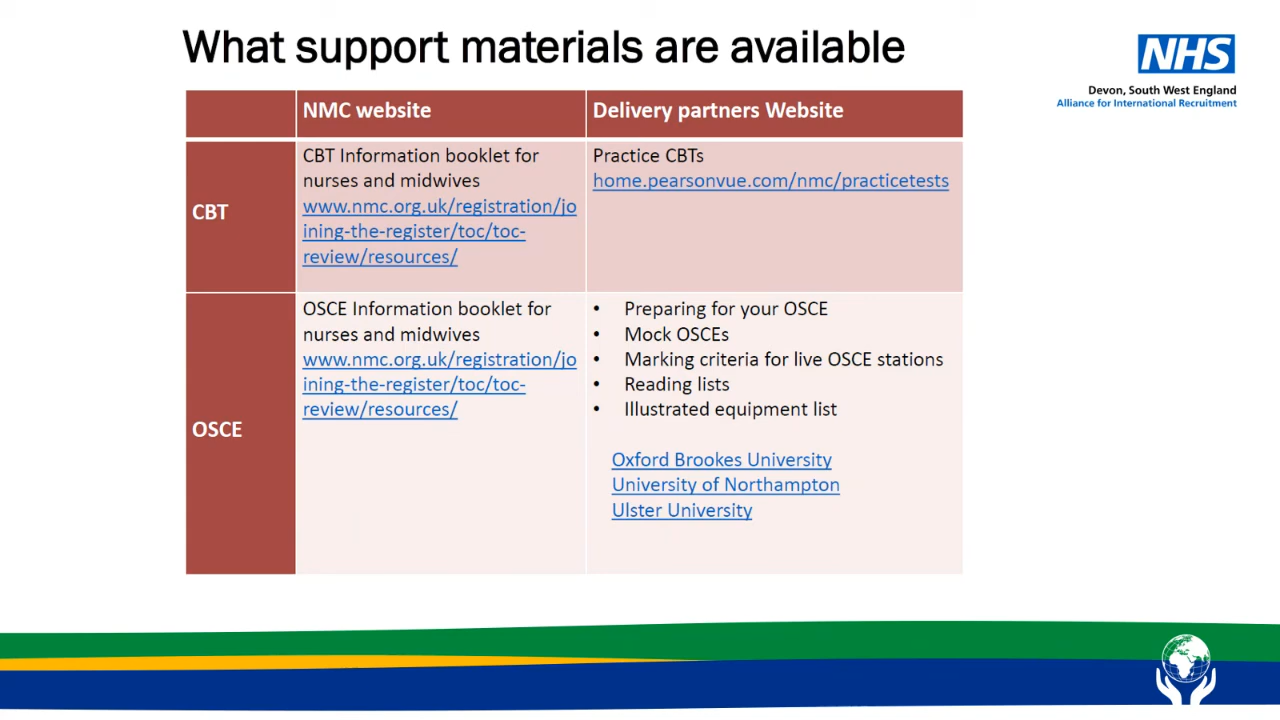 What support materials are available
NHS
Devon, South West England
Alliance for International Recruitment
NMC website
Delivery partners Website
CBT
CBT Information booklet for
nurses and midwives
www.nmc.org.uk/registration/jo
ining-the-register/toc/toc-
review/resources/
Practice CBTs
home.pearsonvue.com/nmc/practicetests
OSCE
OSCE Information booklet for
nurses and midwives
www.nmc.org.uk/registration/jo
ining-the-register/toc/toc-
review/resources/
• Preparing for your OSCE
• Mock OSCEs
• Marking criteria for live OSCE stations
• Reading lists
• Illustrated equipment list
Oxford Brookes University
University of Northampton
Ulster University